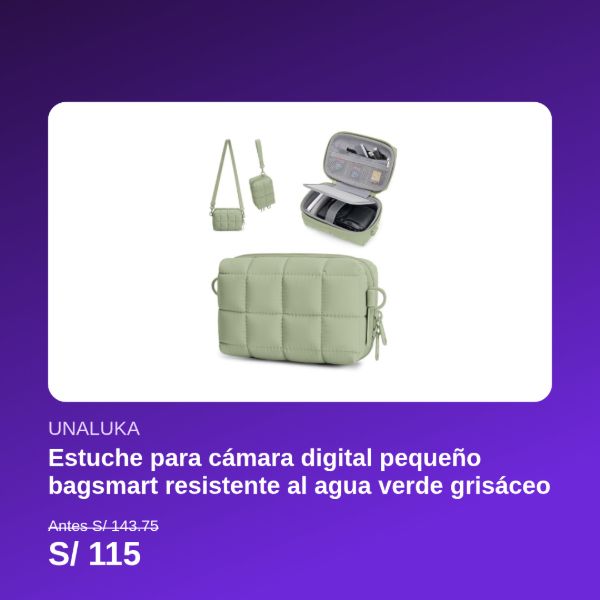 UNALUKA
Estuche para cámara digital pequeño
bagsmart resistente al agua verde grisáceo
Antes S/ 143.75
S/ 115